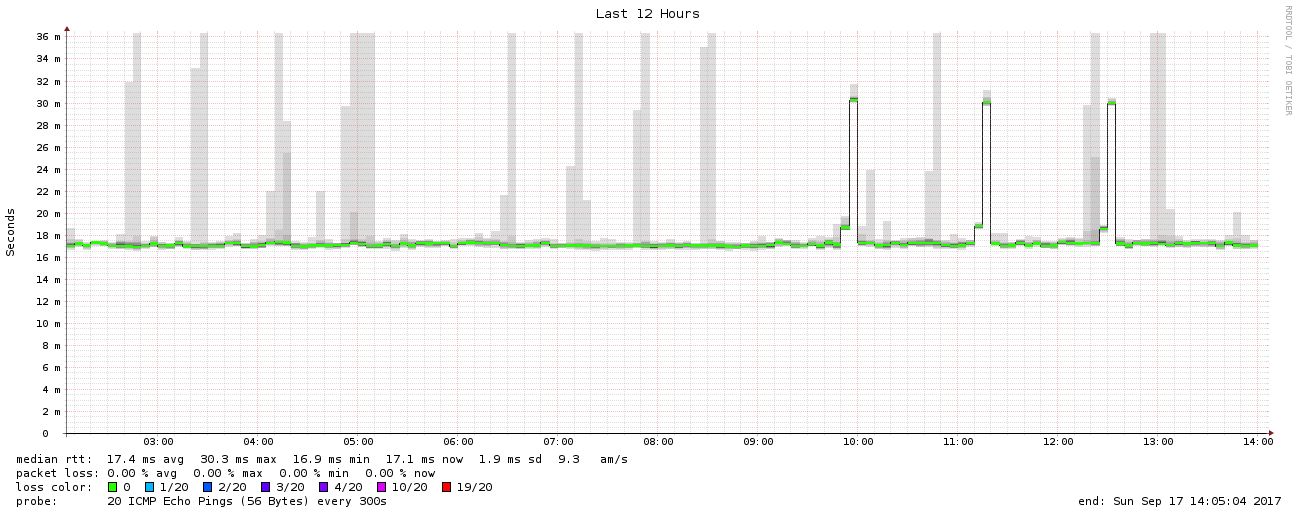 Last 12 Hours
RRDTOOL / TOBI OETIKER
Seconds
36 m
34 m
32 m
30 m
28 m
26 m
24 m
22 m
20 m
18 m
16 m
14 m
12 m
10 m
8 m
6 m
4 m
2 m
0
03:00 04:00 05:00 06:00 07:00 08:00 09:00 10:00 11:00 12:00 13:00 14:00
median rtt: 17.4 ms avg 30.3 ms max 16.9 ms min 17.1 ms now 1.9 ms sd 9.3 am/s
packet loss: 0.00 % avg 0.00 % max 0.00 % min 0.00 % now
loss color: 0 1/20 2/20 3/20 4/20 10/20 19/20
probe: 20 ICMP Echo Pings (56 Bytes) every 300s end: Sun Sep 17 14:05:04 2017